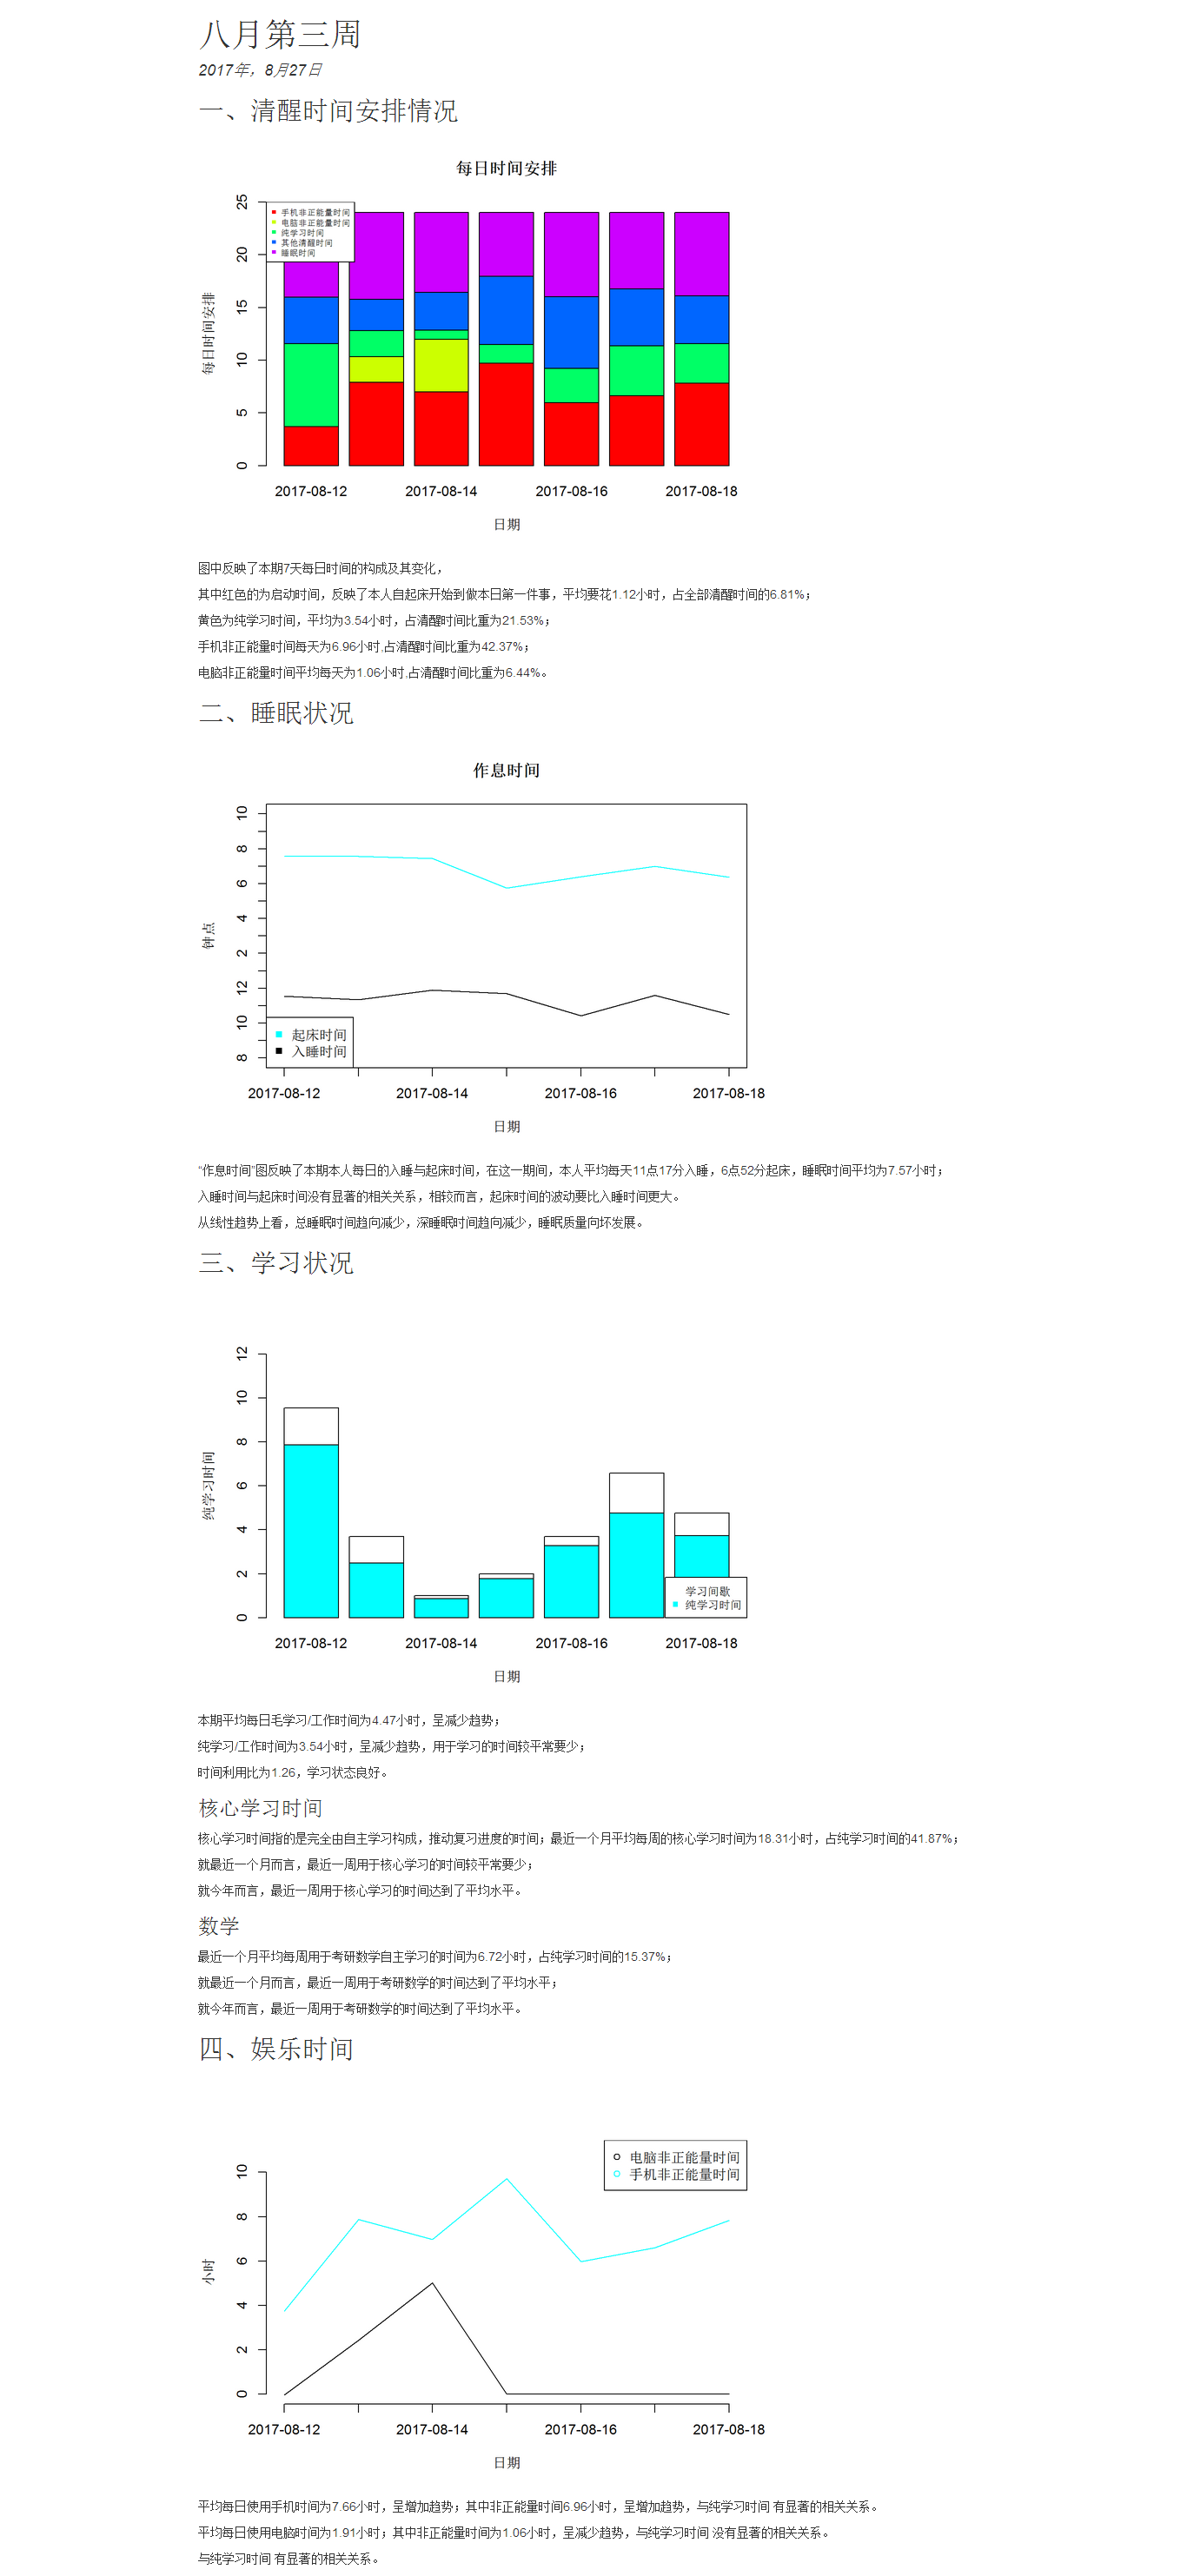 八月第三周
2017年，8月27日
一、清醒时间安排情况
每日时间安排
25
20
15
10
5
0
每日时间安排
手机非正能量时间
电脑非正能量时间
纯学习时间
其他清醒时间
睡眠时间
2017-08-12 2017-08-14 2017-08-16 2017-08-18
日期
图中反映了本期7天每日时间的构成及其变化，
其中红色的为启动时间，反映了本人自起床开始到做本日第一件事，平均要花1.12小时，占全部清醒时间的6.81%；
黄色为纯学习时间，平均为3.54小时，占清醒时间比重为21.53%；
手机非正能量时间每天为6.96小时,占清醒时间比重为42.37%；
电脑非正能量时间平均每天为1.06小时,占清醒时间比重为6.44%。
二、睡眠状况
作息时间
10
8
6
4
2
12
10
8
钟点
起床时间
入睡时间
2017-08-12 2017-08-14 2017-08-16 2017-08-18
日期
“作息时间”图反映了本期本人每日的入睡与起床时间，在这一期间，本人平均每天11点17分入睡，6点52分起床，睡眠时间平均为7.57小时；
入睡时间与起床时间没有显著的相关关系，相较而言，起床时间的波动要比入睡时间更大。
从线性趋势上看，总睡眠时间趋向减少，深睡眠时间趋向减少，睡眠质量向坏发展。
三、学习状况
12
10
8
6
4
2
0
纯学习时间
学习间歇
纯学习时间
2017-08-12 2017-08-14 2017-08-16 2017-08-18
日期
本期平均每日毛学习/工作时间为4.47小时，呈减少趋势；
纯学习/工作时间为3.54小时，呈减少趋势，用于学习的时间较平常要少；
时间利用比为1.26，学习状态良好。
核心学习时间
核心学习时间指的是完全由自主学习构成，推动复习进度的时间；最近一个月平均每周的核心学习时间为18.31小时，占纯学习时间的41.87%；
就最近一个月而言，最近一周用于核心学习的时间较平常要少；
就今年而言，最近一周用于核心学习的时间达到了平均水平。
数学
最近一个月平均每周用于考研数学自主学习的时间为6.72小时，占纯学习时间的15.37%；
就最近一个月而言，最近一周用于考研数学的时间达到了平均水平；
就今年而言，最近一周用于考研数学的时间达到了平均水平。
四、娱乐时间
电脑非正能量时间
手机非正能量时间
10
8
6
4
2
0
小时
2017-08-12 2017-08-14 2017-08-16 2017-08-18
日期
平均每日使用手机时间为7.66小时，呈增加趋势；其中非正能量时间6.96小时，呈增加趋势，与纯学习时间 有显著的相关关系。
平均每日使用电脑时间为1.91小时；其中非正能量时间为1.06小时，呈减少趋势，与纯学习时间 没有显著的相关关系。
与纯学习时间 有显著的相关关系。